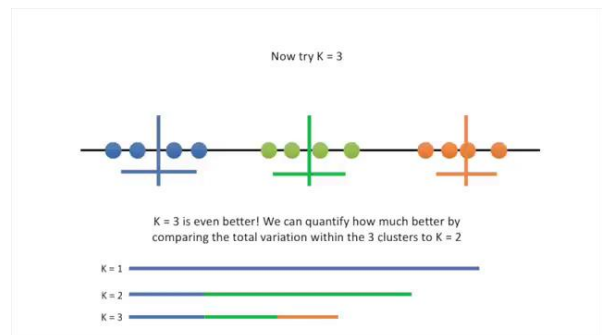 Now try K = 3
K = 3 is even better! We can quantify how much better by
comparing the total variation within the 3 clusters to K = 2
K = 1
K = 2
K = 3